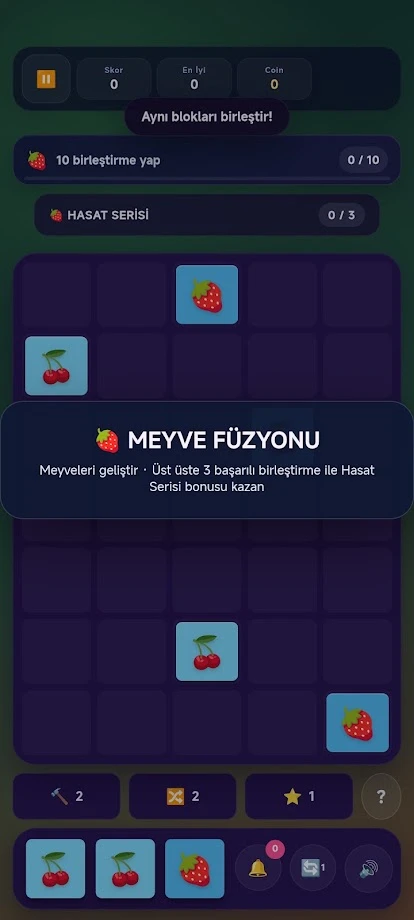 Skor
En İyi
Coin
0
0
0
Aynı blokları birleştir!
10 birleştirme yap
0 / 10
HASAT SERİSİ
0 / 3
MEYVE FÜZYONU
Meyveleri geliştir · Üst üste 3 başarılı birleştirme ile Hasat
Serisi bonusu kazan
2
2
1
?
0
1